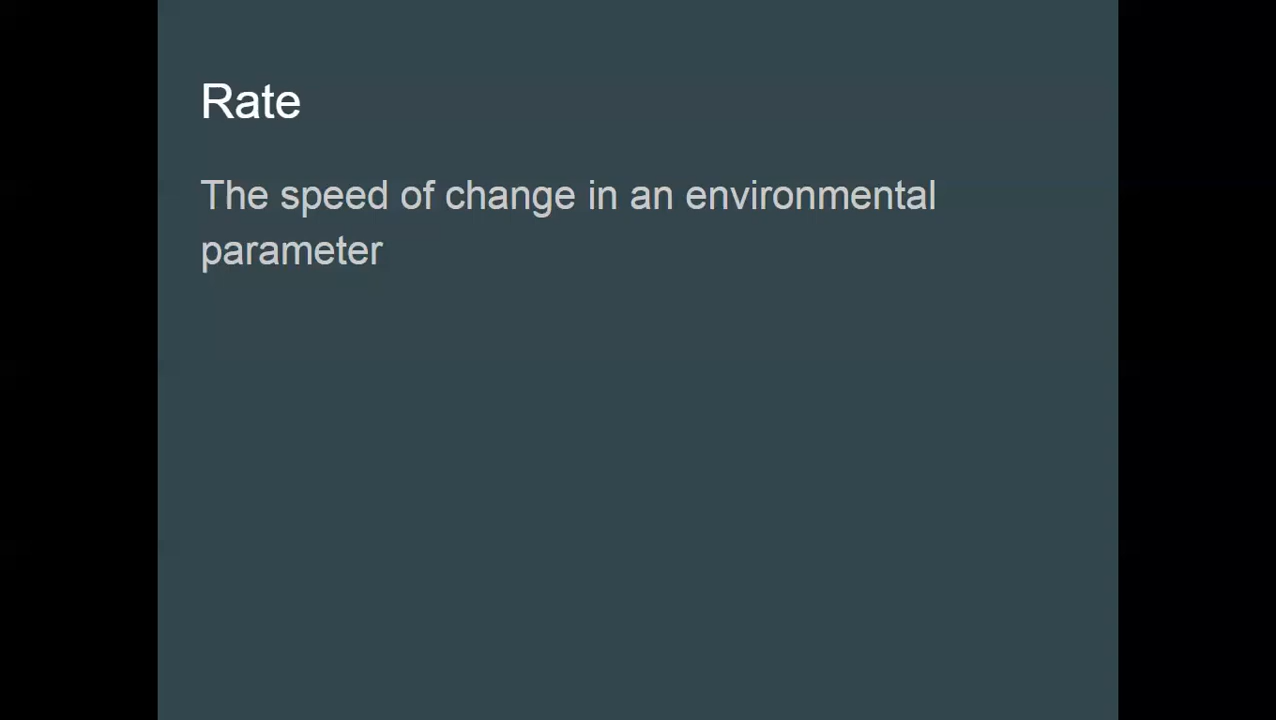 Rate
The speed of change in an environmental
parameter